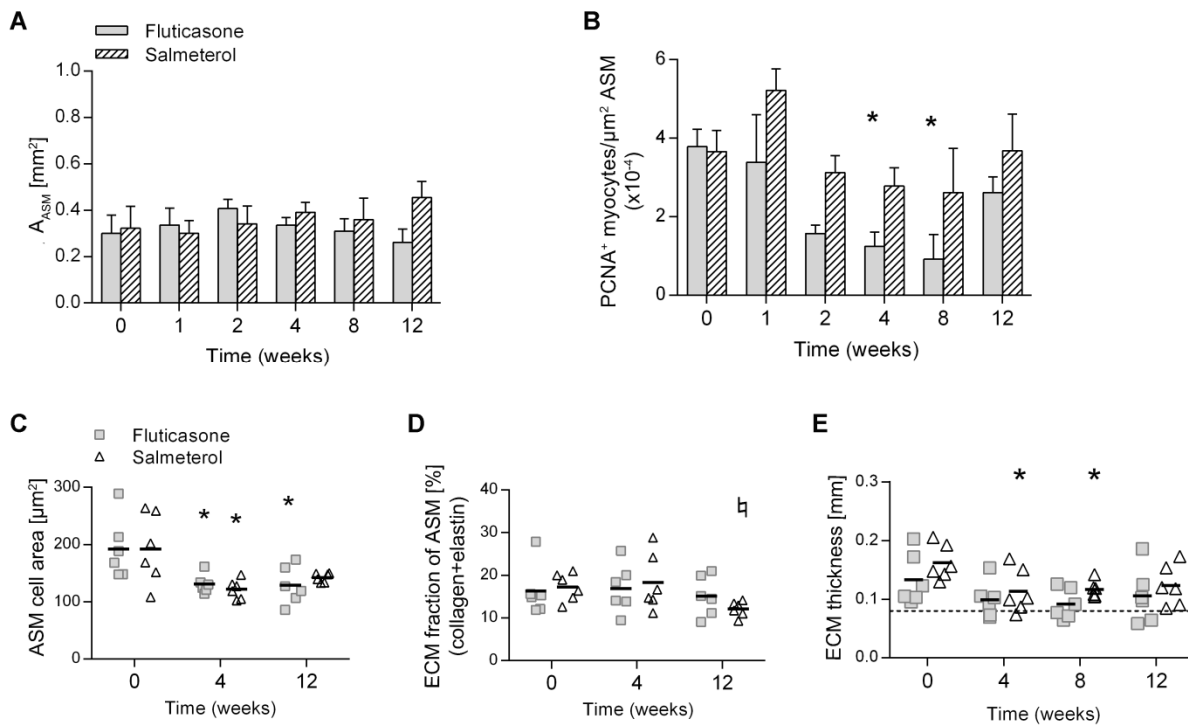 A
Fluticasone
Salmeterol
1.0
0.8
0.6
0.4
0.2
0.0
A_ASM [mm²]
0 1 2 4 8 12
Time (weeks)
B
6
4
2
0
PCNA⁺ myocytes/µm² ASM
(x10⁻⁴)
* *
0 1 2 4 8 12
Time (weeks)
C
Fluticasone
Salmeterol
300
200
100
0
ASM cell area [µm²]
* * *
0 4 12
Time (weeks)
D
40
30
20
10
0
ECM fraction of ASM [%]
(collagen+elastin)
♮
0 4 12
Time (weeks)
E
0.3
0.2
0.1
0.0
ECM thickness [mm]
* *
0 4 8 12
Time (weeks)